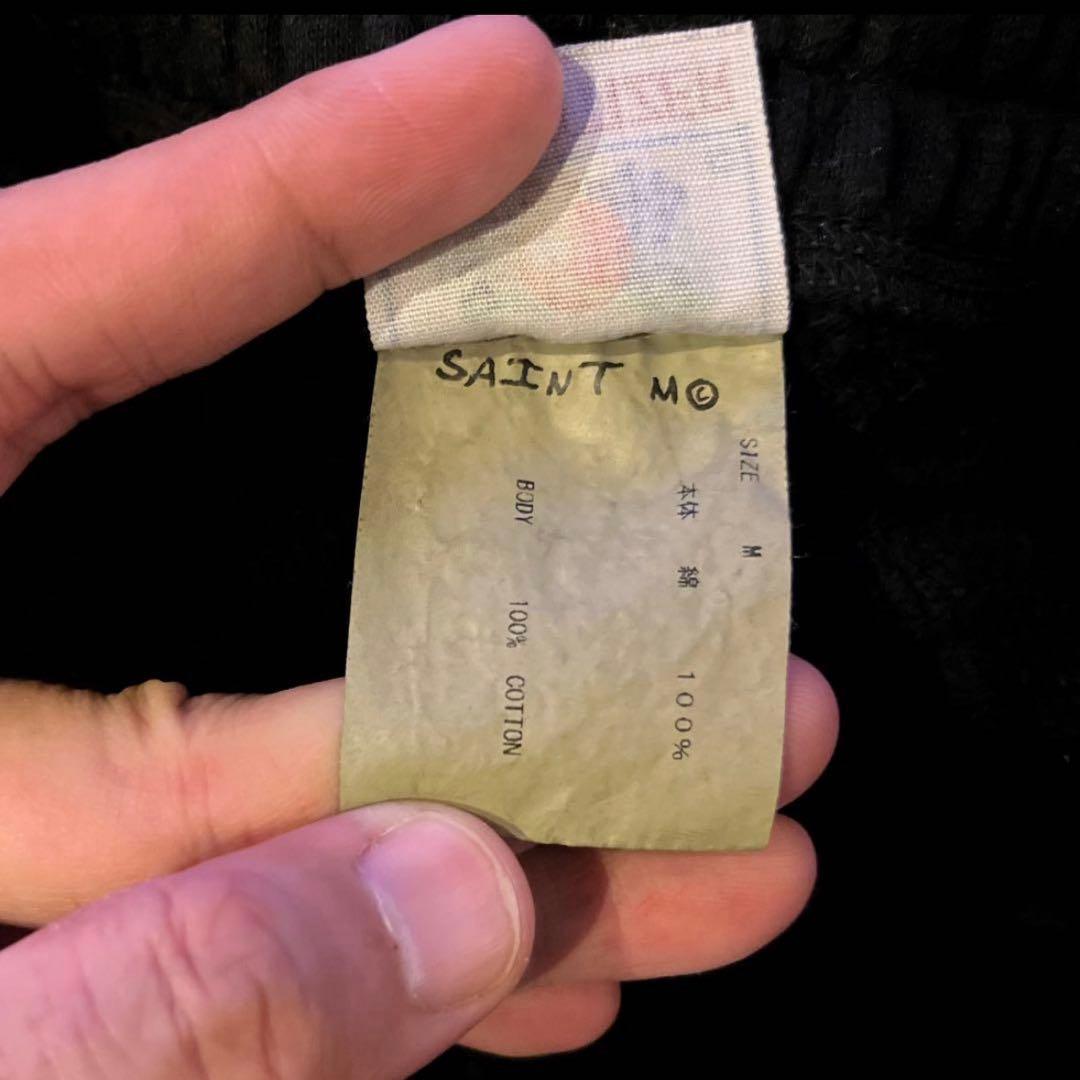 SAINT M©
SIZE M
本体 綿 100%
BODY 100% COTTON